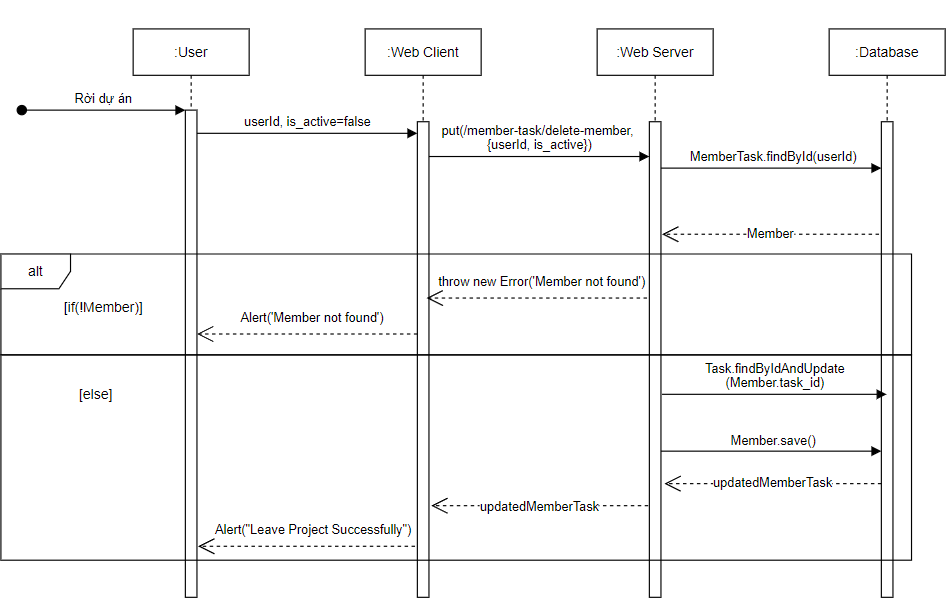 :User
:Web Client
:Web Server
:Database
Rời dự án
userId, is_active=false
put(/member-task/delete-member,
{userId, is_active})
MemberTask.findById(userId)
Member
alt
[if(!Member)]
throw new Error('Member not found')
Alert('Member not found')
[else]
Task.findByIdAndUpdate
(Member.task_id)
Member.save()
updatedMemberTask
updatedMemberTask
Alert("Leave Project Successfully")